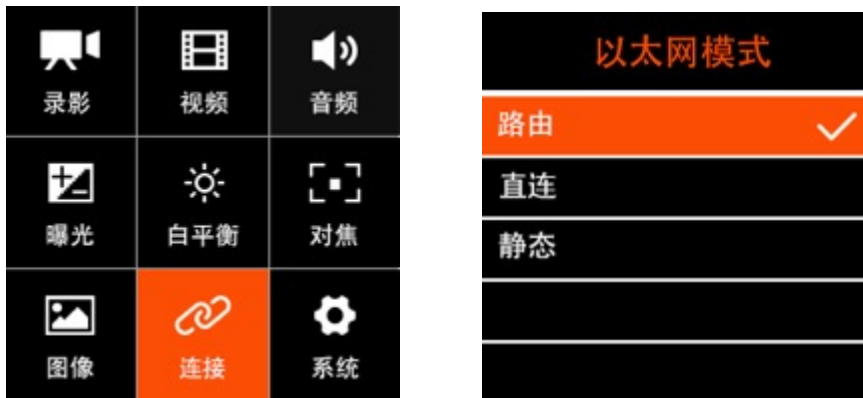 录影 视频 音频
曝光 白平衡 对焦
图像 连接 系统
以太网模式
路由
直连
静态